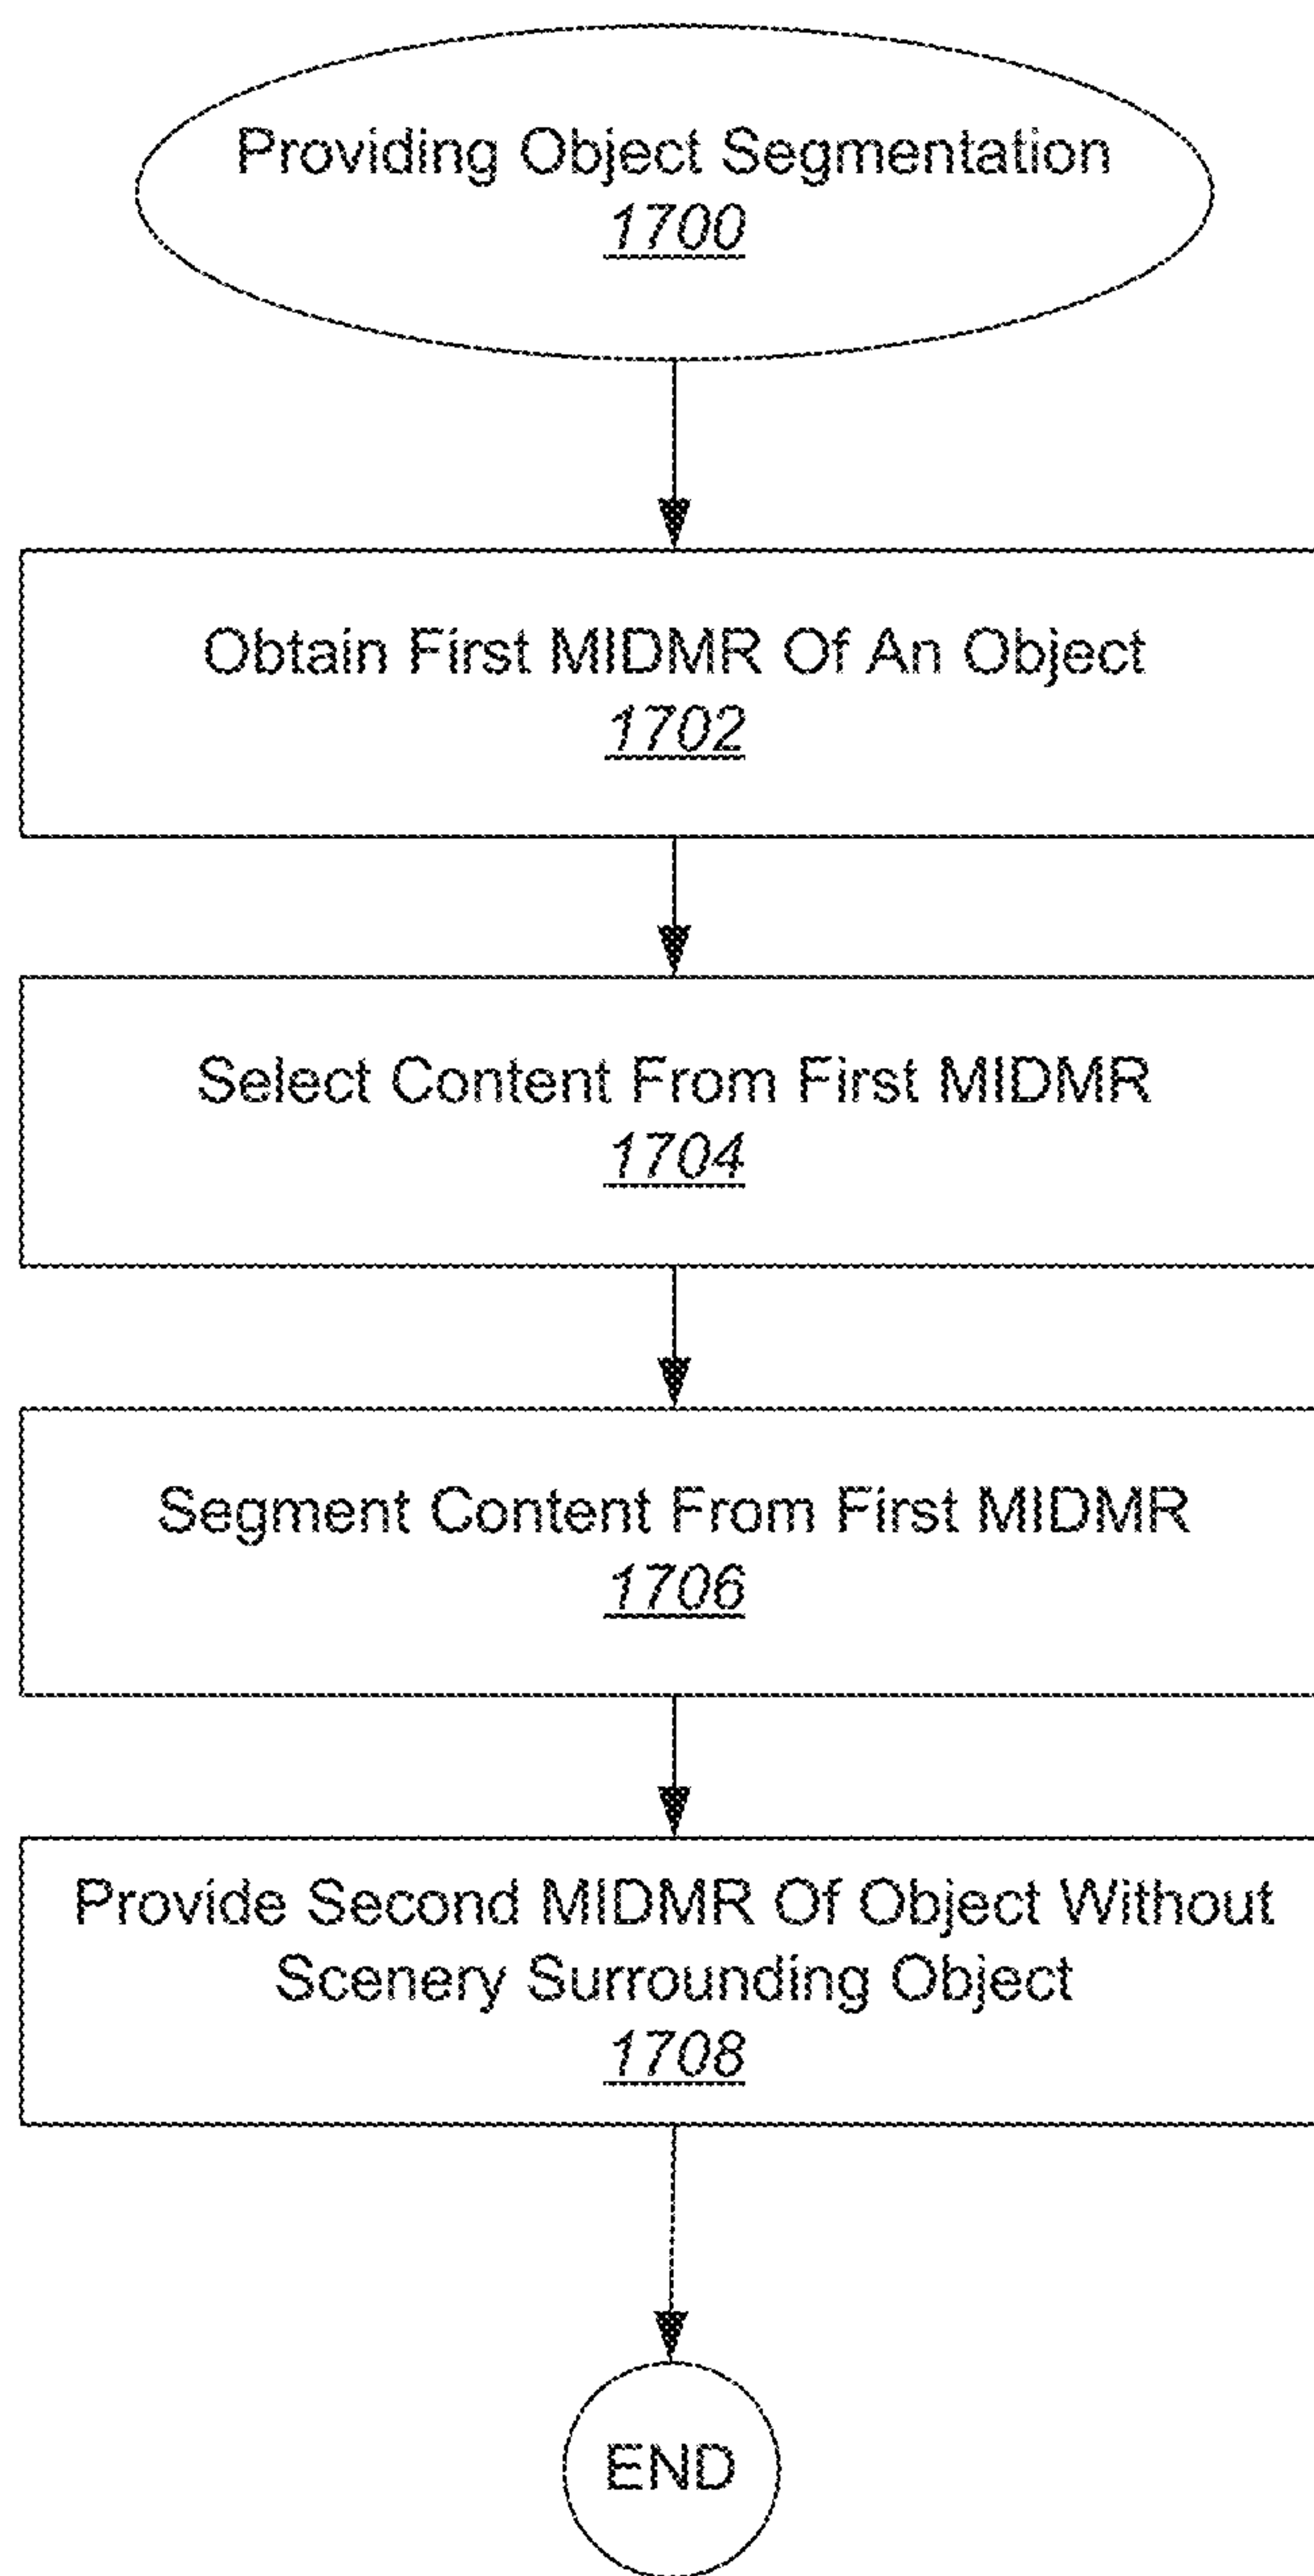 Providing Object Segmentation
1700
Obtain First MIDMR Of An Object
1702
Select Content From First MIDMR
1704
Segment Content From First MIDMR
1706
Provide Second MIDMR Of Object Without
Scenery Surrounding Object
1708
END